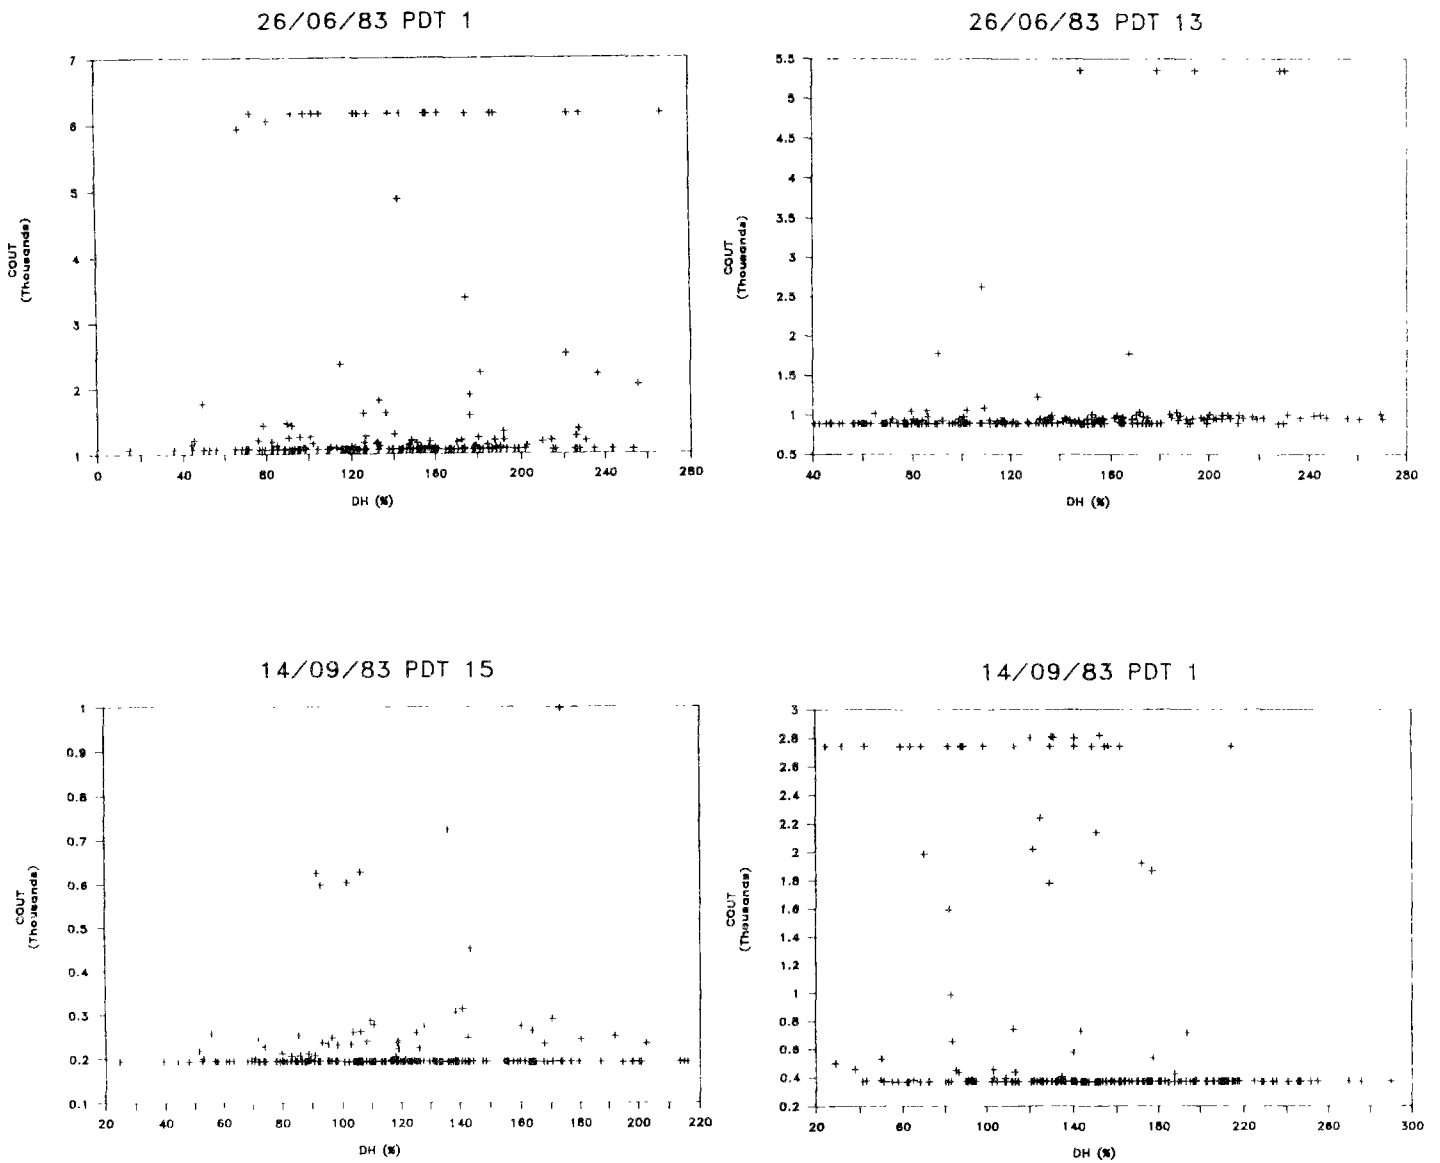 26/06/83 PDT 1
7
6
5
4
3
2
1
COUT
(Thousands)
0 40 80 120 160 200 240 280
DH (%)
26/06/83 PDT 13
5.5
5
4.5
4
3.5
3
2.5
2
1.5
1
0.5
COUT
(Thousands)
40 80 120 160 200 240 280
DH (%)
14/09/83 PDT 15
1
0.9
0.8
0.7
0.6
0.5
0.4
0.3
0.2
0.1
COUT
(Thousands)
20 40 60 80 100 120 140 160 180 200 220
DH (%)
14/09/83 PDT 1
3
2.8
2.6
2.4
2.2
2
1.8
1.6
1.4
1.2
1
0.8
0.6
0.4
0.2
COUT
(Thousands)
20 60 100 140 180 220 260 300
DH (%)